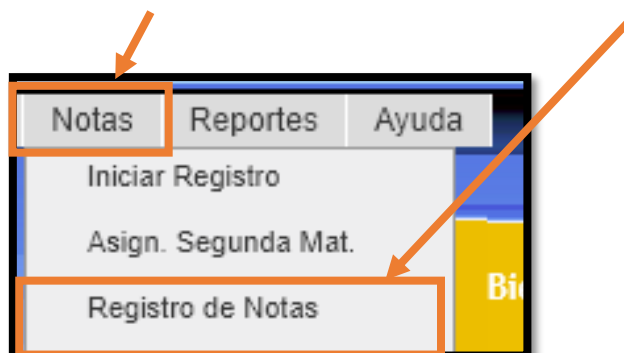 Notas Reportes Ayuda
Iniciar Registro
Asign. Segunda Mat.
Registro de Notas